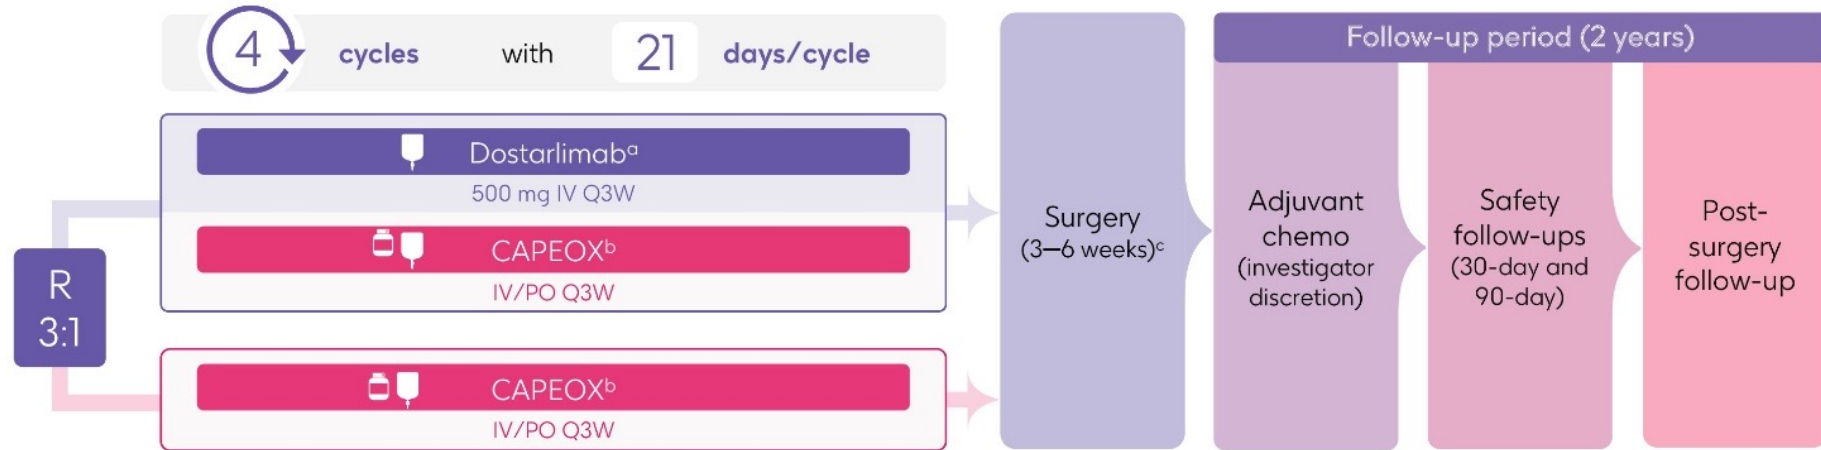 4 cycles with 21 days/cycle
R
3:1
Dostarlimabᵃ
500 mg IV Q3W
CAPEOXᵇ
IV/PO Q3W
CAPEOXᵇ
IV/PO Q3W
Surgery
(3–6 weeks)ᶜ
Follow-up period (2 years)
Adjuvant
chemo
(investigator
discretion)
Safety
follow-ups
(30-day and
90-day)
Post-
surgery
follow-up